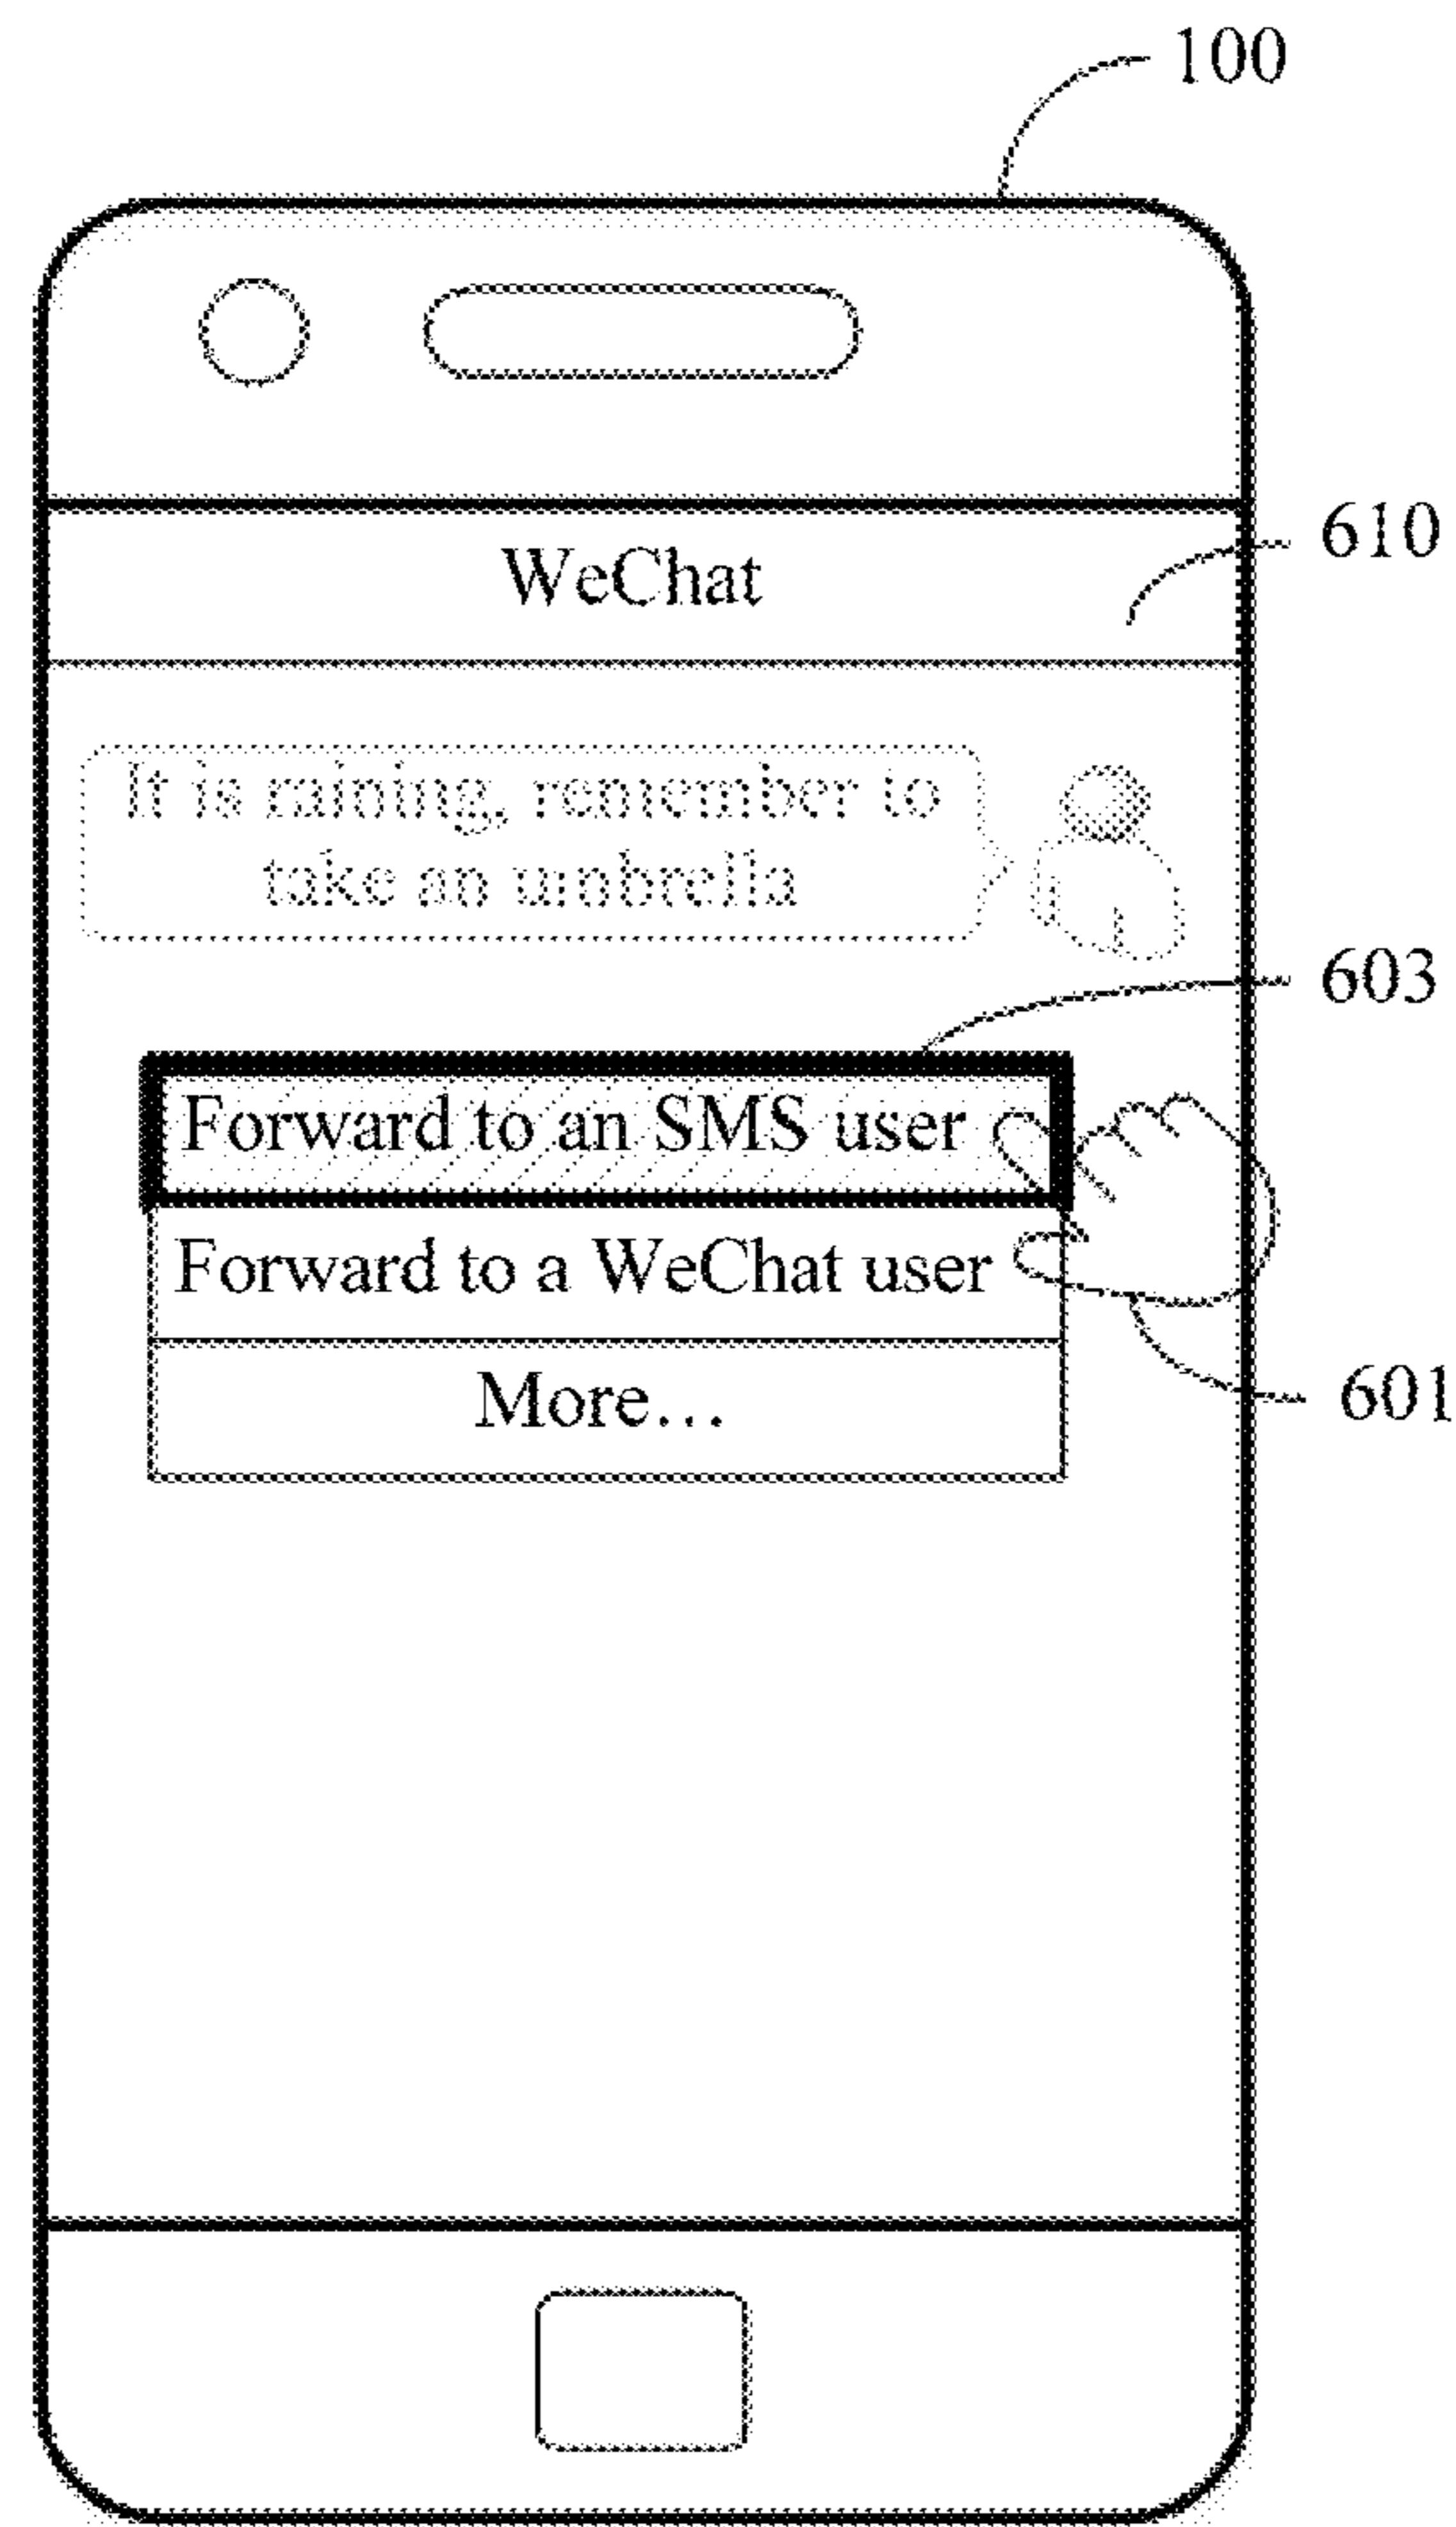 100
WeChat
610
It is raining, remember to
take an umbrella
603
Forward to an SMS user
Forward to a WeChat user
601
More…